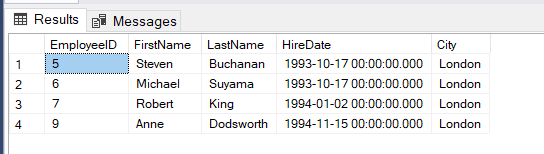 Results Messages
EmployeeID FirstName LastName HireDate City
1 5 Steven Buchanan 1993-10-17 00:00:00.000 London
2 6 Michael Suyama 1993-10-17 00:00:00.000 London
3 7 Robert King 1994-01-02 00:00:00.000 London
4 9 Anne Dodsworth 1994-11-15 00:00:00.000 London